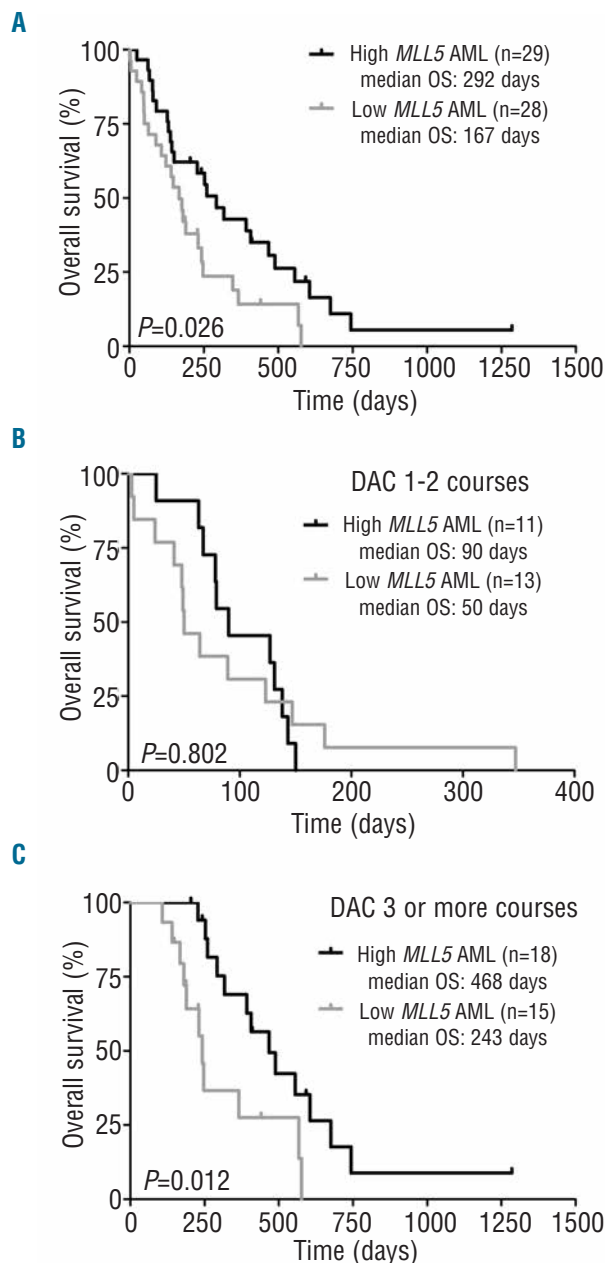 A
High MLL5 AML (n=29)
median OS: 292 days
Low MLL5 AML (n=28)
median OS: 167 days
Overall survival (%)
100
75
50
25
0
P=0.026
0 250 500 750 1000 1250 1500
Time (days)
B
DAC 1-2 courses
High MLL5 AML (n=11)
median OS: 90 days
Low MLL5 AML (n=13)
median OS: 50 days
Overall survival (%)
100
75
50
25
0
P=0.802
0 100 200 300 400
Time (days)
C
DAC 3 or more courses
High MLL5 AML (n=18)
median OS: 468 days
Low MLL5 AML (n=15)
median OS: 243 days
Overall survival (%)
100
75
50
25
0
P=0.012
0 250 500 750 1000 1250 1500
Time (days)